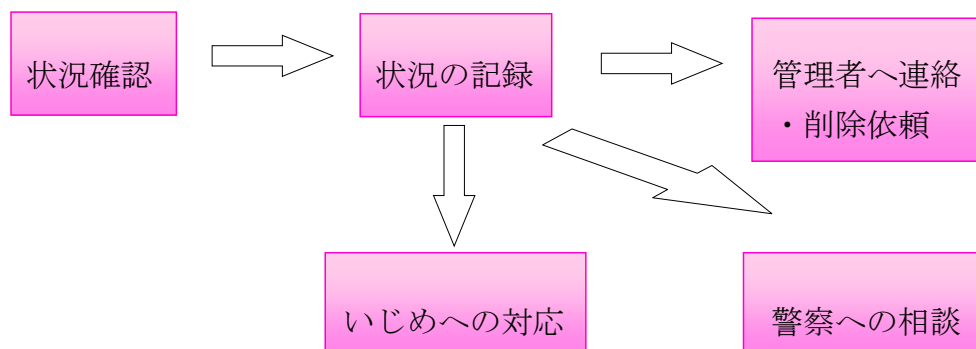 状況確認
状況の記録
管理者へ連絡
・削除依頼
いじめへの対応
警察への相談